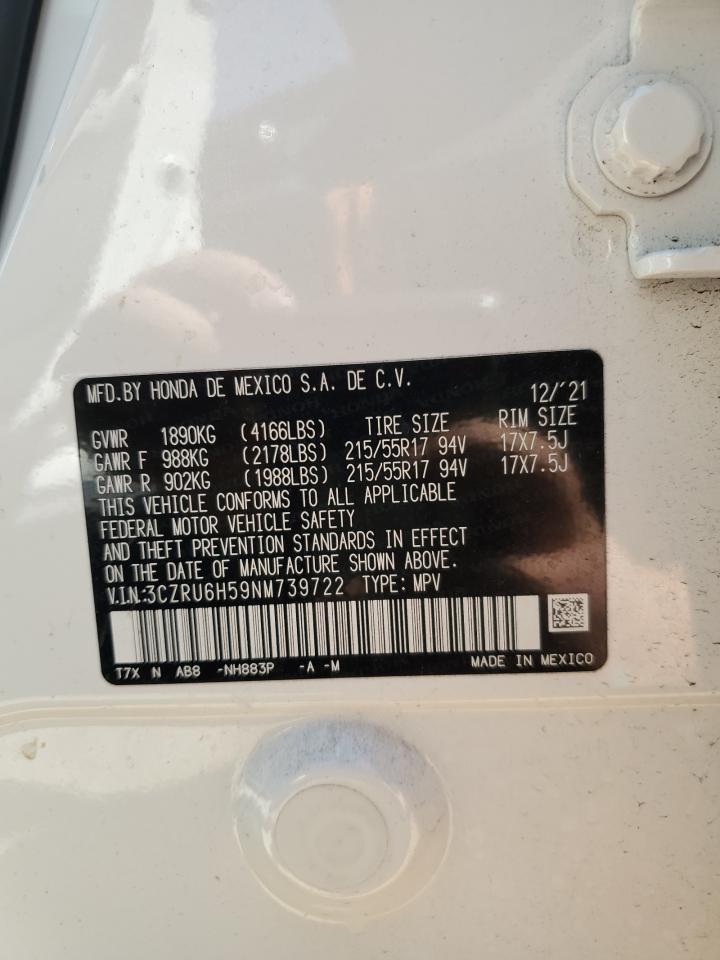 MFD.BY HONDA DE MEXICO S.A. DE C.V.
12/'21
GVWR 1890KG (4166LBS) TIRE SIZE RIM SIZE
GAWR F 988KG (2178LBS) 215/55R17 94V 17X7.5J
GAWR R 902KG (1988LBS) 215/55R17 94V 17X7.5J
THIS VEHICLE CONFORMS TO ALL APPLICABLE
FEDERAL MOTOR VEHICLE SAFETY
AND THEFT PREVENTION STANDARDS IN EFFECT
ON THE DATE OF MANUFACTURE SHOWN ABOVE.
V.I.N.:3CZRU6H59NM739722 TYPE: MPV
T7X N AB8 -NH883P -A -M MADE IN MEXICO